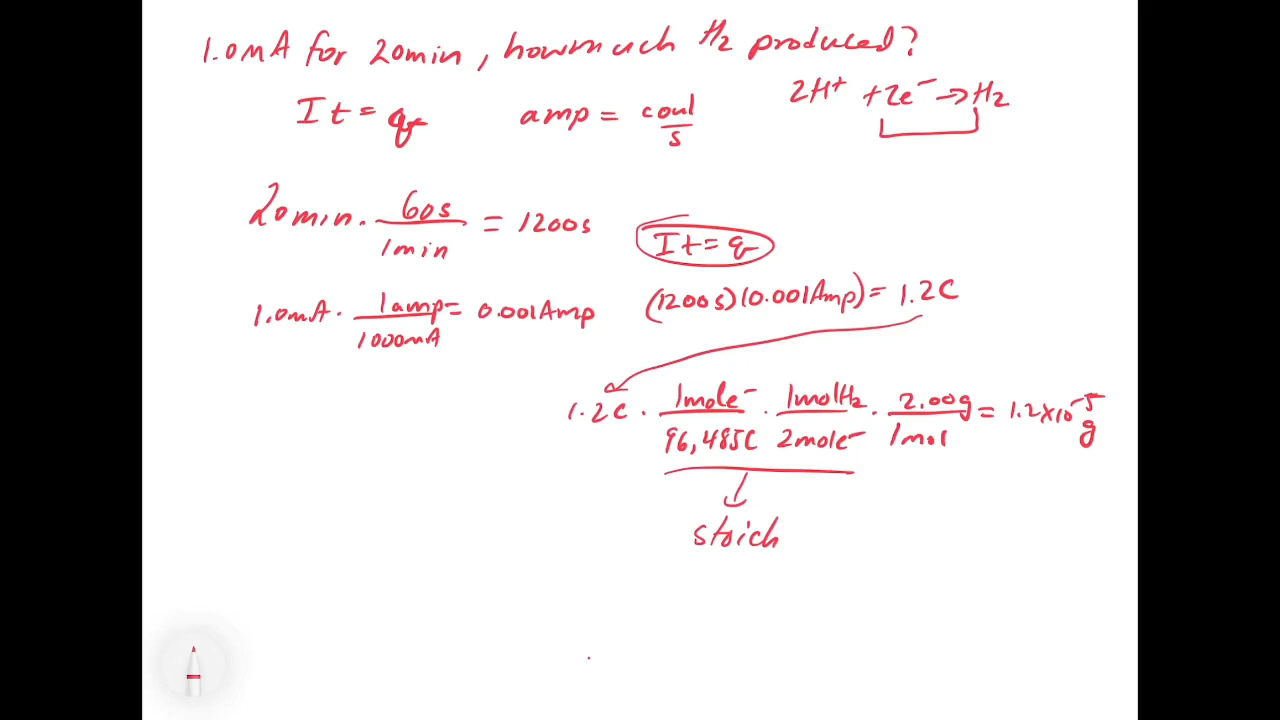 1.0mA for 20min, how much H2 produced?
It = q amp = coul/s 2H+ + 2e- → H2
20min · 60s/1min = 1200s It = q
1.0mA · 1amp/1000mA = 0.001Amp (1200s)(0.001Amp) = 1.2C
1.2C · 1mole-/96,485C · 1molH2/2mole- · 2.00g/1mol = 1.2x10-5 g
stoich